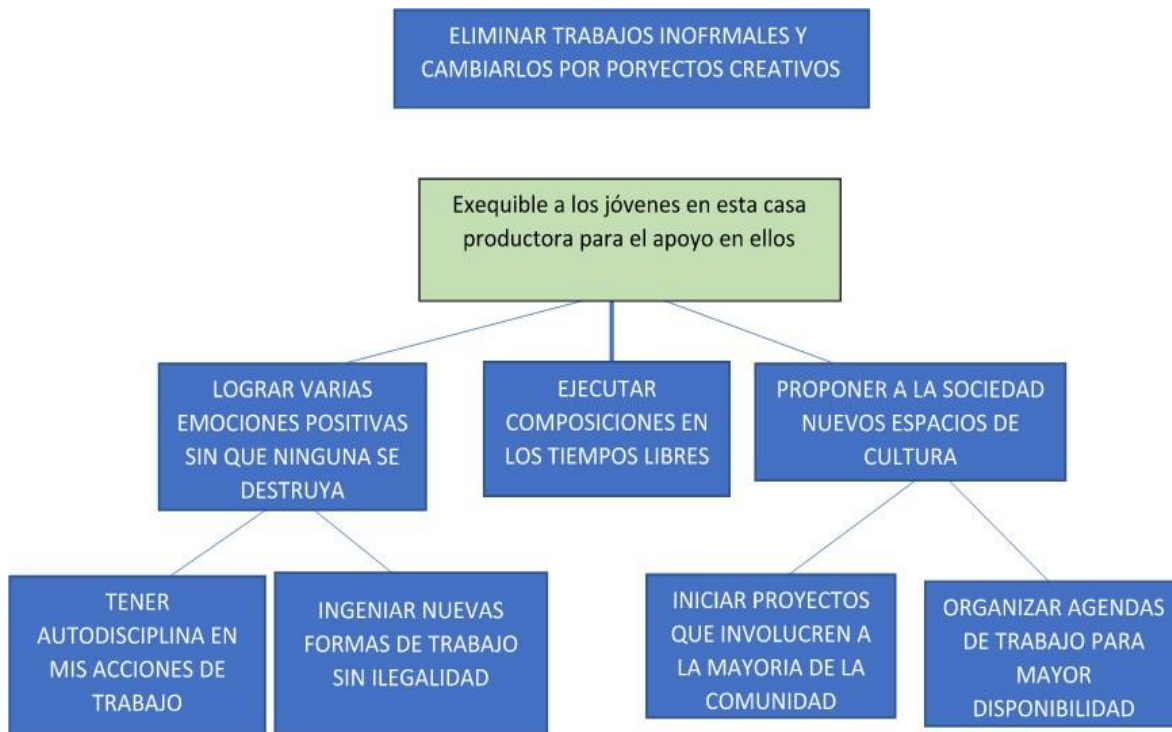 ELIMINAR TRABAJOS INOFRMALES Y
CAMBIARLOS POR PORYECTOS CREATIVOS
Exequible a los jóvenes en esta casa
productora para el apoyo en ellos
LOGRAR VARIAS
EMOCIONES POSITIVAS
SIN QUE NINGUNA SE
DESTRUYA
EJECUTAR
COMPOSICIONES EN
LOS TIEMPOS LIBRES
PROPONER A LA SOCIEDAD
NUEVOS ESPACIOS DE
CULTURA
TENER
AUTODISCIPLINA EN
MIS ACCIONES DE
TRABAJO
INGENIAR NUEVAS
FORMAS DE TRABAJO
SIN ILEGALIDAD
INICIAR PROYECTOS
QUE INVOLUCREN A
LA MAYORIA DE LA
COMUNIDAD
ORGANIZAR AGENDAS
DE TRABAJO PARA
MAYOR
DISPONIBILIDAD